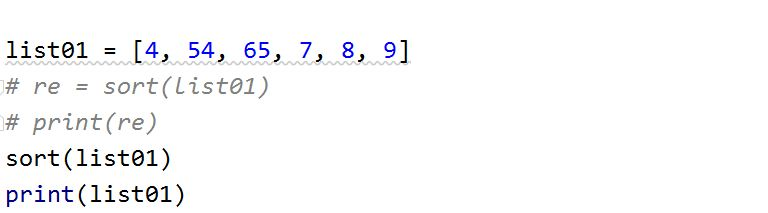 list01 = [4, 54, 65, 7, 8, 9]
# re = sort(list01)
# print(re)
sort(list01)
print(list01)